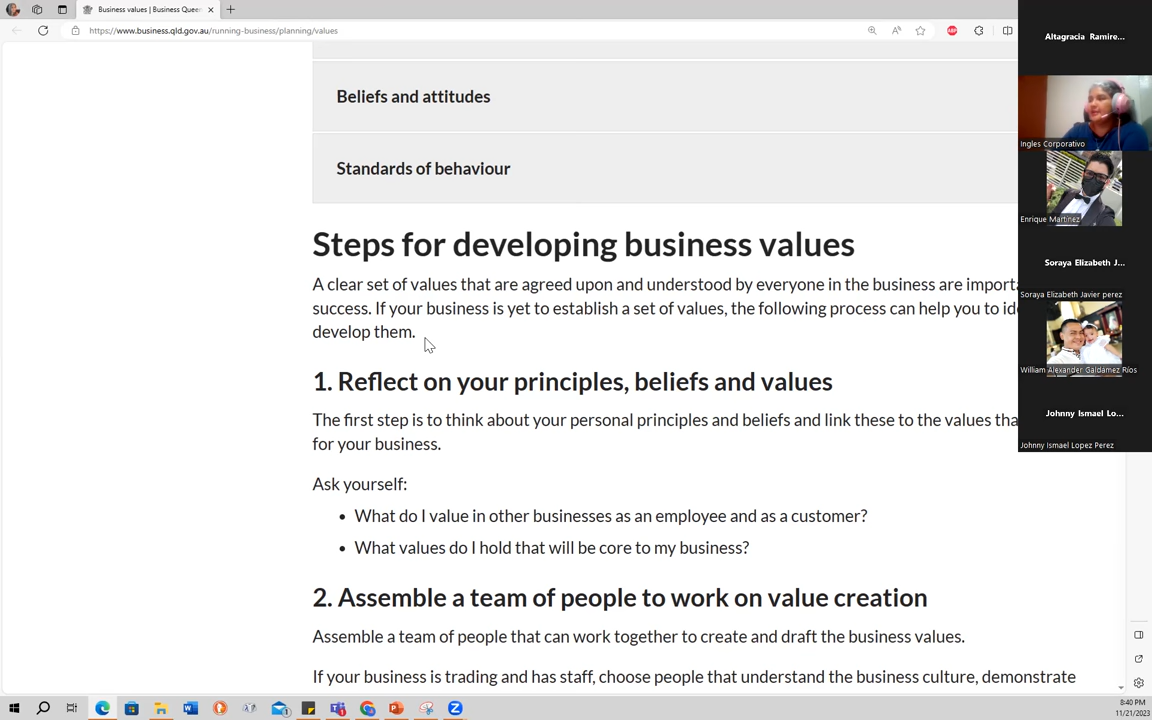 Business values | Business Queen
https://www.business.qld.gov.au/running-business/planning/values
Beliefs and attitudes
Standards of behaviour
Steps for developing business values
A clear set of values that are agreed upon and understood by everyone in the business are importa
success. If your business is yet to establish a set of values, the following process can help you to id
develop them.
1. Reflect on your principles, beliefs and values
The first step is to think about your personal principles and beliefs and link these to the values tha
for your business.
Ask yourself:
• What do I value in other businesses as an employee and as a customer?
• What values do I hold that will be core to my business?
2. Assemble a team of people to work on value creation
Assemble a team of people that can work together to create and draft the business values.
If your business is trading and has staff, choose people that understand the business culture, demonstrate
Altagracia Ramire...
Ingles Corporativo
Enrique Martinez
Soraya Elizabeth J...
Soraya Elizabeth Javier perez
William Alexander Galdamez Ríos
Johnny Ismael Lo...
Johnny Ismael Lopez Perez
8:40 PM
11/21/2023